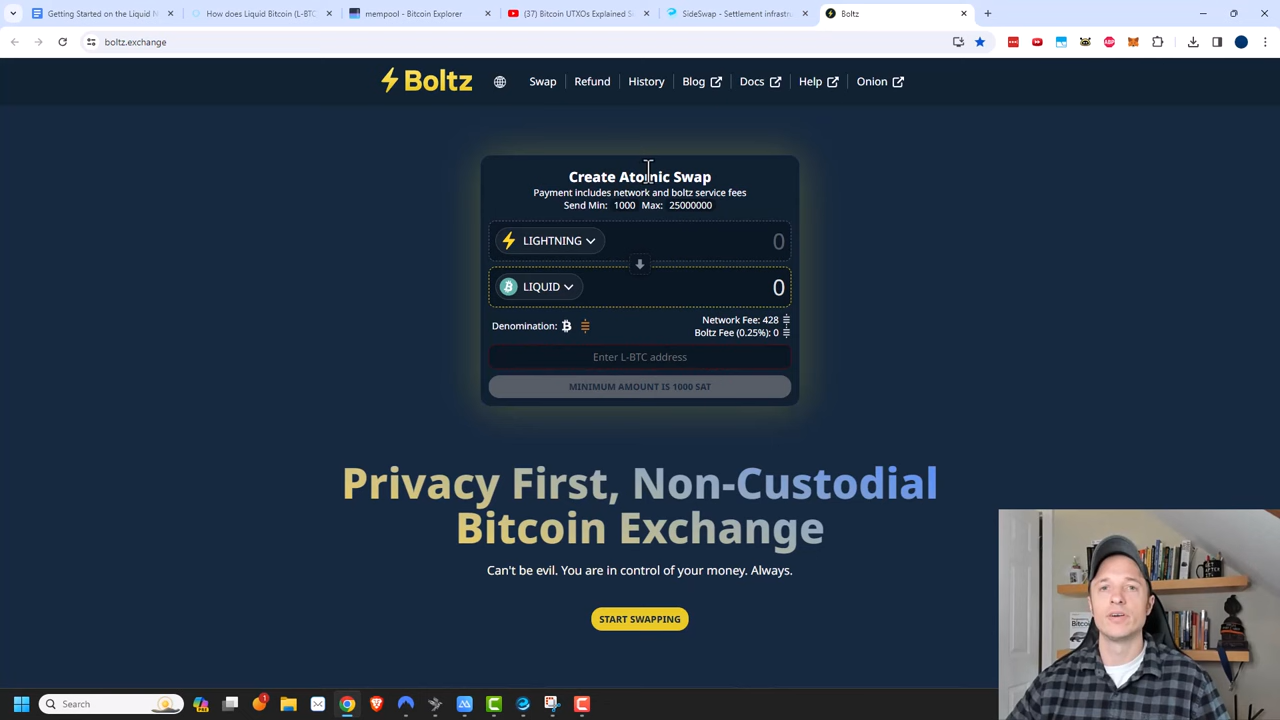 Getting Started on the Liquid N
How does Liquid Bitcoin (L-BTC
mempool - Bitcoin Explorer
(37) Bitcoin UTXOs Explained S
SideSwap - Settlement infrastru
Boltz
boltz.exchange
Boltz
Swap
Refund
History
Blog
Docs
Help
Onion
Create Atomic Swap
Payment includes network and boltz service fees
Send Min: 1000 Max: 25000000
LIGHTNING 0
LIQUID 0
Denomination:
Network Fee: 428
Boltz Fee (0.25%): 0
Enter L-BTC address
MINIMUM AMOUNT IS 1000 SAT
Privacy First, Non-Custodial
Bitcoin Exchange
Can't be evil. You are in control of your money. Always.
START SWAPPING
Search